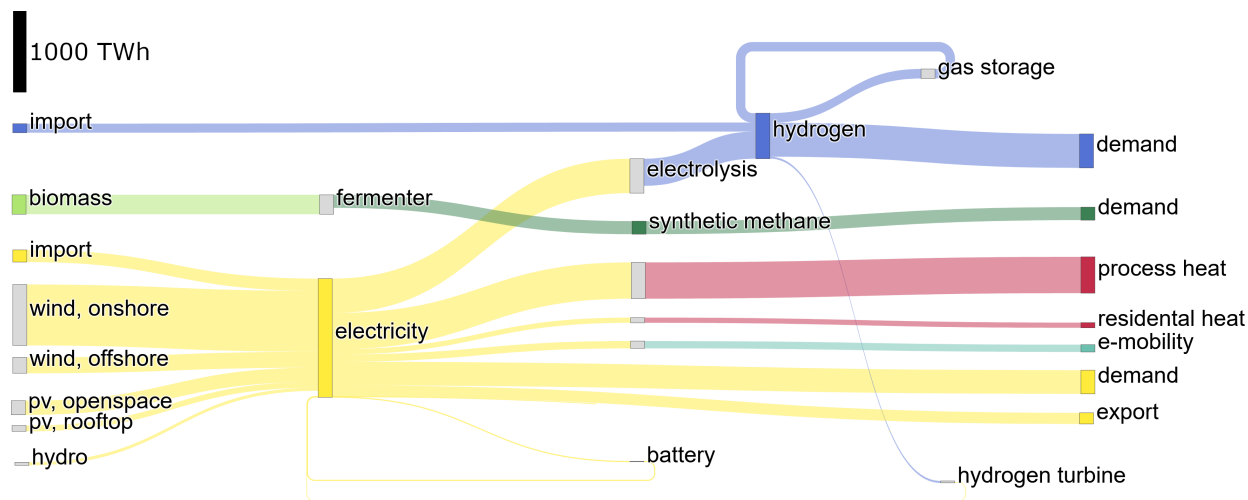 1000 TWh
import
biomass
import
wind, onshore
wind, offshore
pv, openspace
pv, rooftop
hydro
fermenter
electricity
electrolysis
synthetic methane
battery
hydrogen
gas storage
hydrogen turbine
demand
demand
process heat
residental heat
e-mobility
demand
export